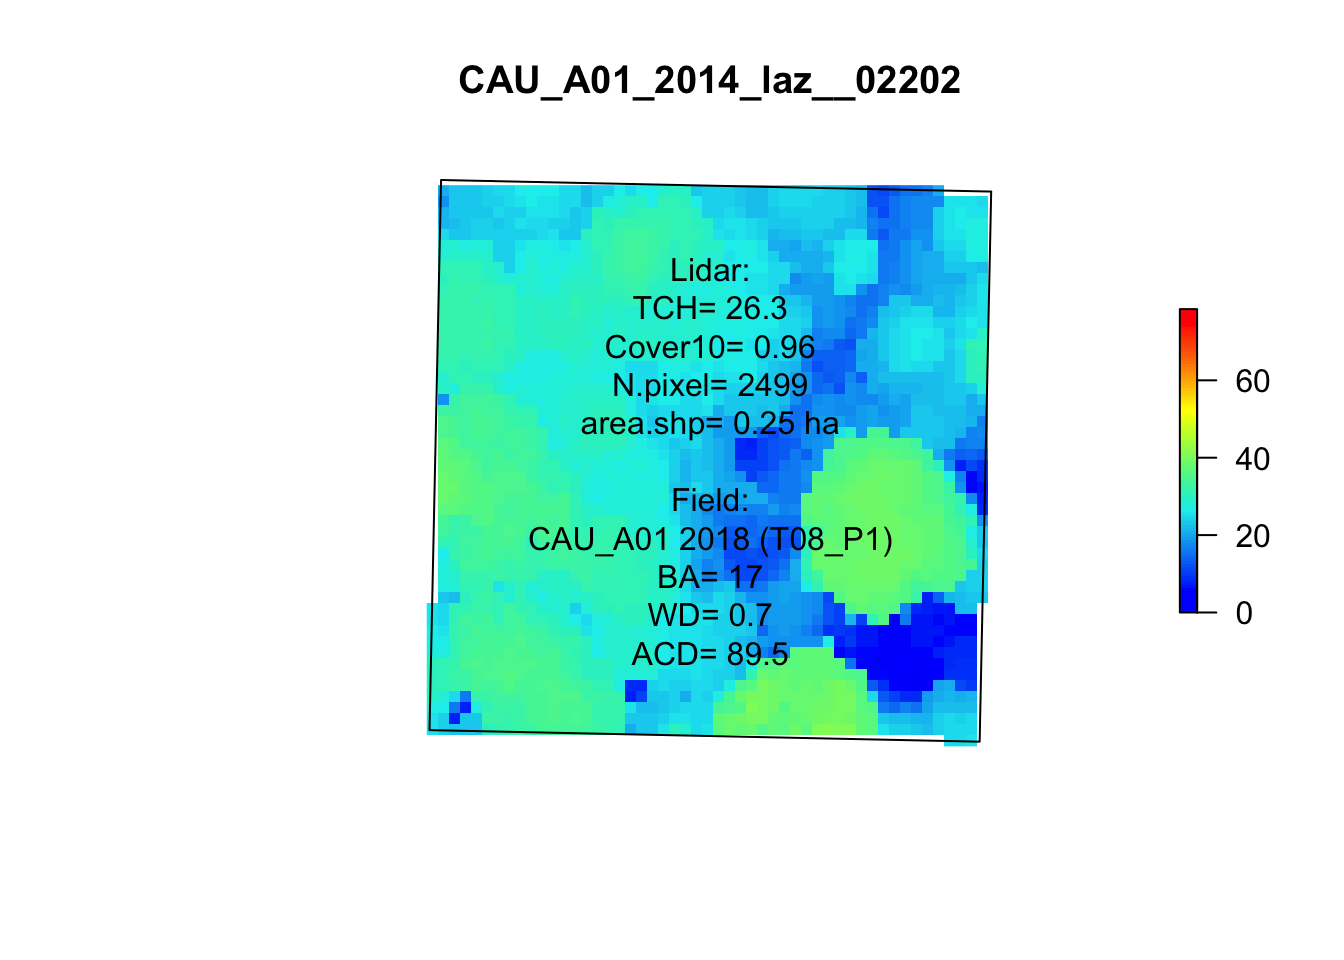 CAU_A01_2014_laz__02202
Lidar:
TCH= 26.3
Cover10= 0.96
N.pixel= 2499
area.shp= 0.25 ha
Field:
CAU_A01 2018 (T08_P1)
BA= 17
WD= 0.7
ACD= 89.5
60
40
20
0